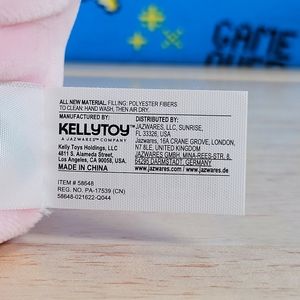 GAME
OVER
ALL NEW MATERIAL. FILLING: POLYESTER FIBERS
TO CLEAN: HAND WASH, THEN AIR DRY.
MANUFACTURED BY:
KELLYTOY™
A JAZWARES™ COMPANY
Kelly Toys Holdings, LLC
4811 S. Alameda Street,
Los Angeles, CA 90058, USA.
MADE IN CHINA
DISTRIBUTED BY:
JAZWARES, LLC, SUNRISE,
FL 33326, USA
Jazwares, 16A CRANE GROVE, LONDON,
N7 8LE, UNITED KINGDOM
JAZWARES GMBH, MINA-REES-STR. 8,
64295 DARMSTADT, GERMANY
www.jazwares.com | www.jazwares.de
ITEM # 58648
REG. NO. PA-17539 (CN)
58648-021622-Q044